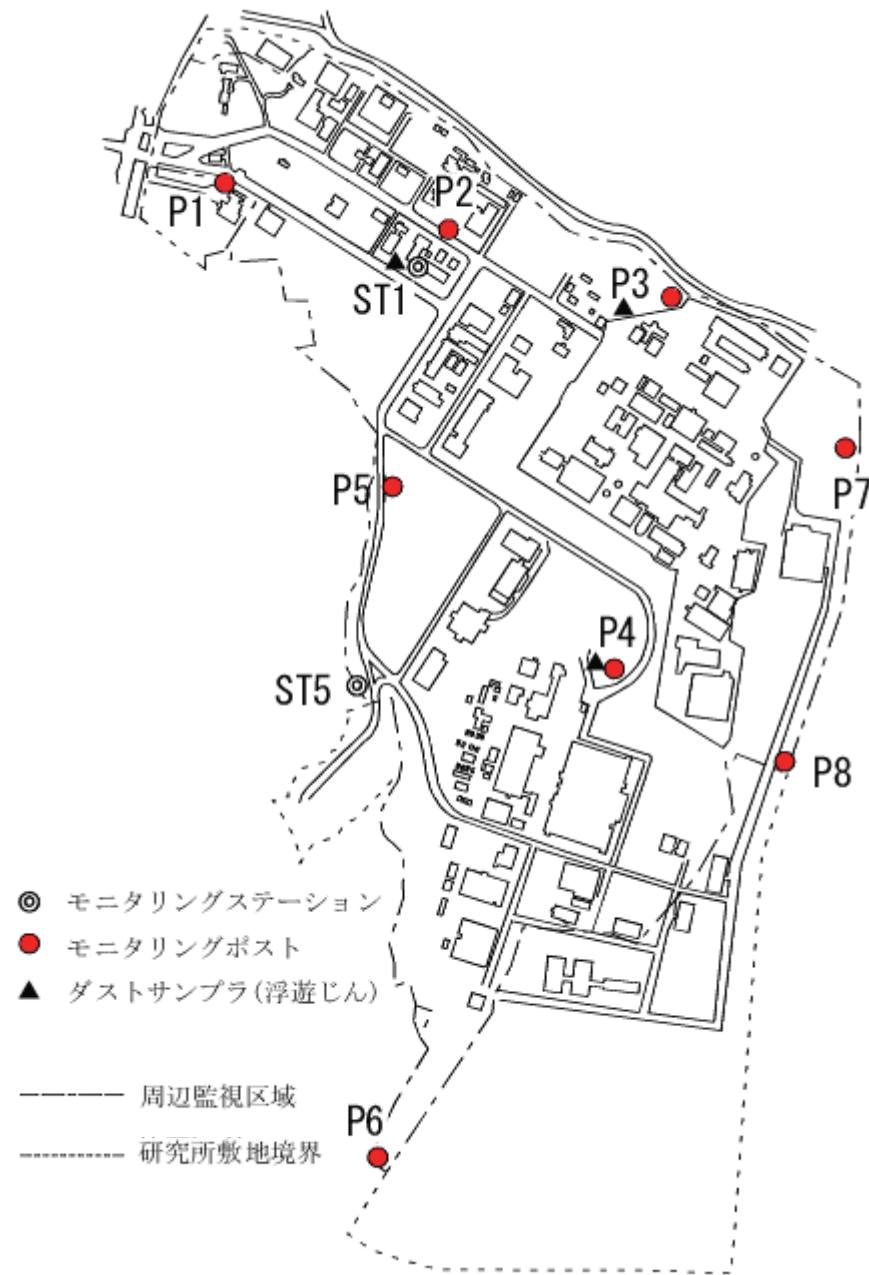 P1
P2
P3
ST1
P5
P7
P4
ST5
P8
モニタリングステーション
モニタリングポスト
ダストサンプラ(浮遊じん)
周辺監視区域
P6
研究所敷地境界